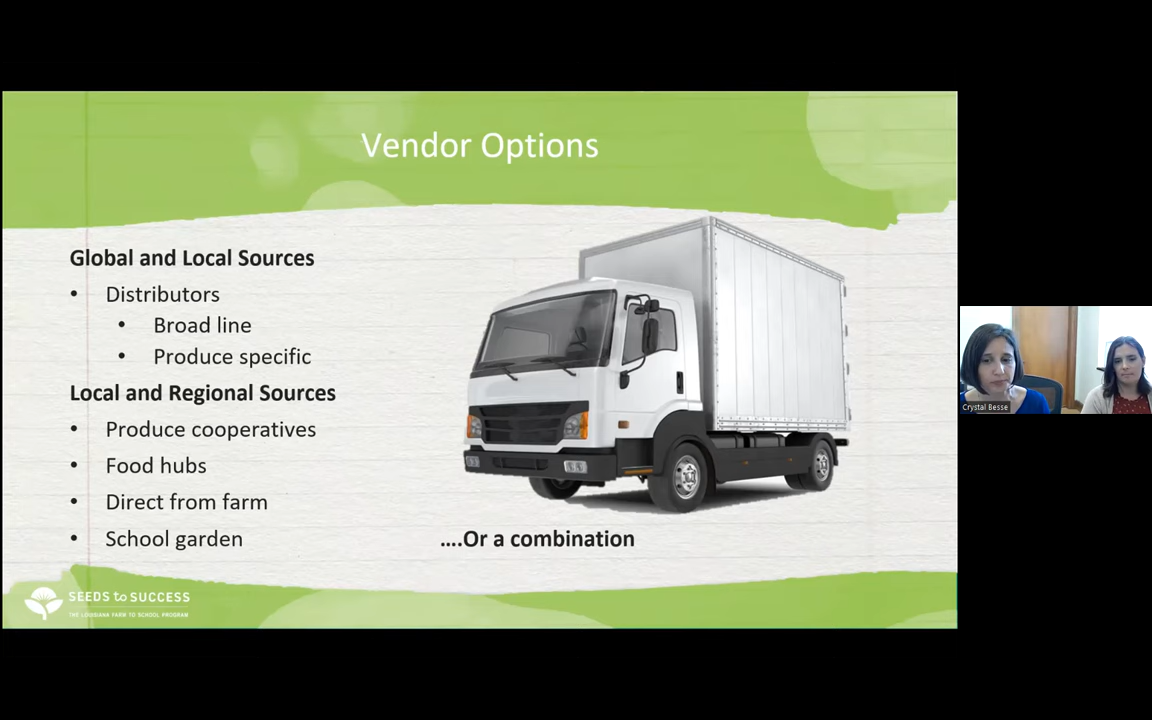 Vendor Options
Global and Local Sources
• Distributors
• Broad line
• Produce specific
Local and Regional Sources
• Produce cooperatives
• Food hubs
• Direct from farm
• School garden
....Or a combination
SEEDS to SUCCESS
THE LOUISIANA FARM TO SCHOOL PROGRAM
Crystal Besse